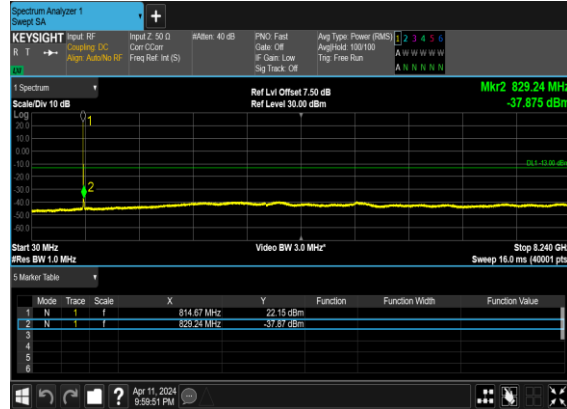 Spectrum Analyzer 1
Swept SA
+
KEYSIGHT Input: RF Input Z: 50 Ω #Atten: 40 dB PNO: Fast Avg Type: Power (RMS) 1 2 3 4 5 6
R T Coupling: DC Corr CCorr Gate: Off Avg|Hold: 100/100 A W W W W W
Align: Auto/No RF Freq Ref: Int (S) IF Gain: Low Trig: Free Run
LW Sig Track: Off A N N N N N
1 Spectrum Ref Lvl Offset 7.50 dB Mkr2 829.24 MHz
Scale/Div 10 dB Ref Level 30.00 dBm -37.875 dBm
Log
20.0
10.0
0.00
-10.0
-20.0
-30.0
-40.0
-50.0
-60.0
1
2
DL1 -13.00 dBm
Start 30 MHz Video BW 3.0 MHz* Stop 8.240 GHz
#Res BW 1.0 MHz Sweep 16.0 ms (40001 pts)
5 Marker Table
Mode Trace Scale X Y Function Function Width Function Value
1 N 1 f 814.67 MHz 22.15 dBm
2 N 1 f 829.24 MHz -37.87 dBm
3
4
5
6
? Apr 11, 2024
9:59:51 PM